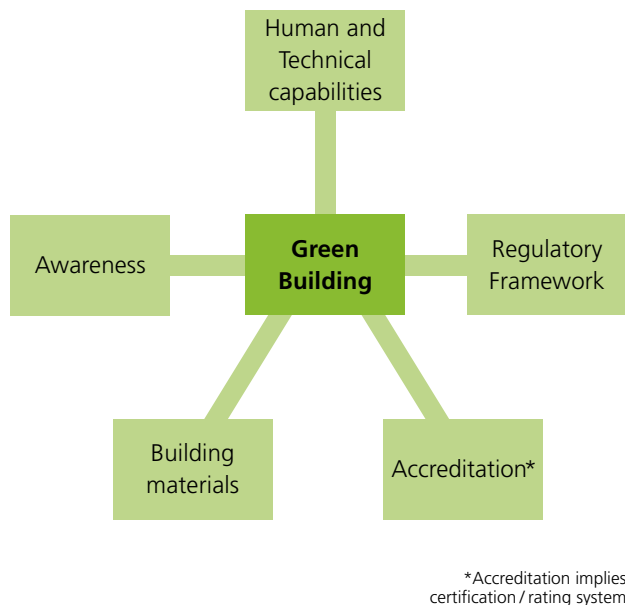 Human and
Technical
capabilities
Awareness
Green
Building
Regulatory
Framework
Building
materials
Accreditation*
*Accreditation implies
certification / rating system